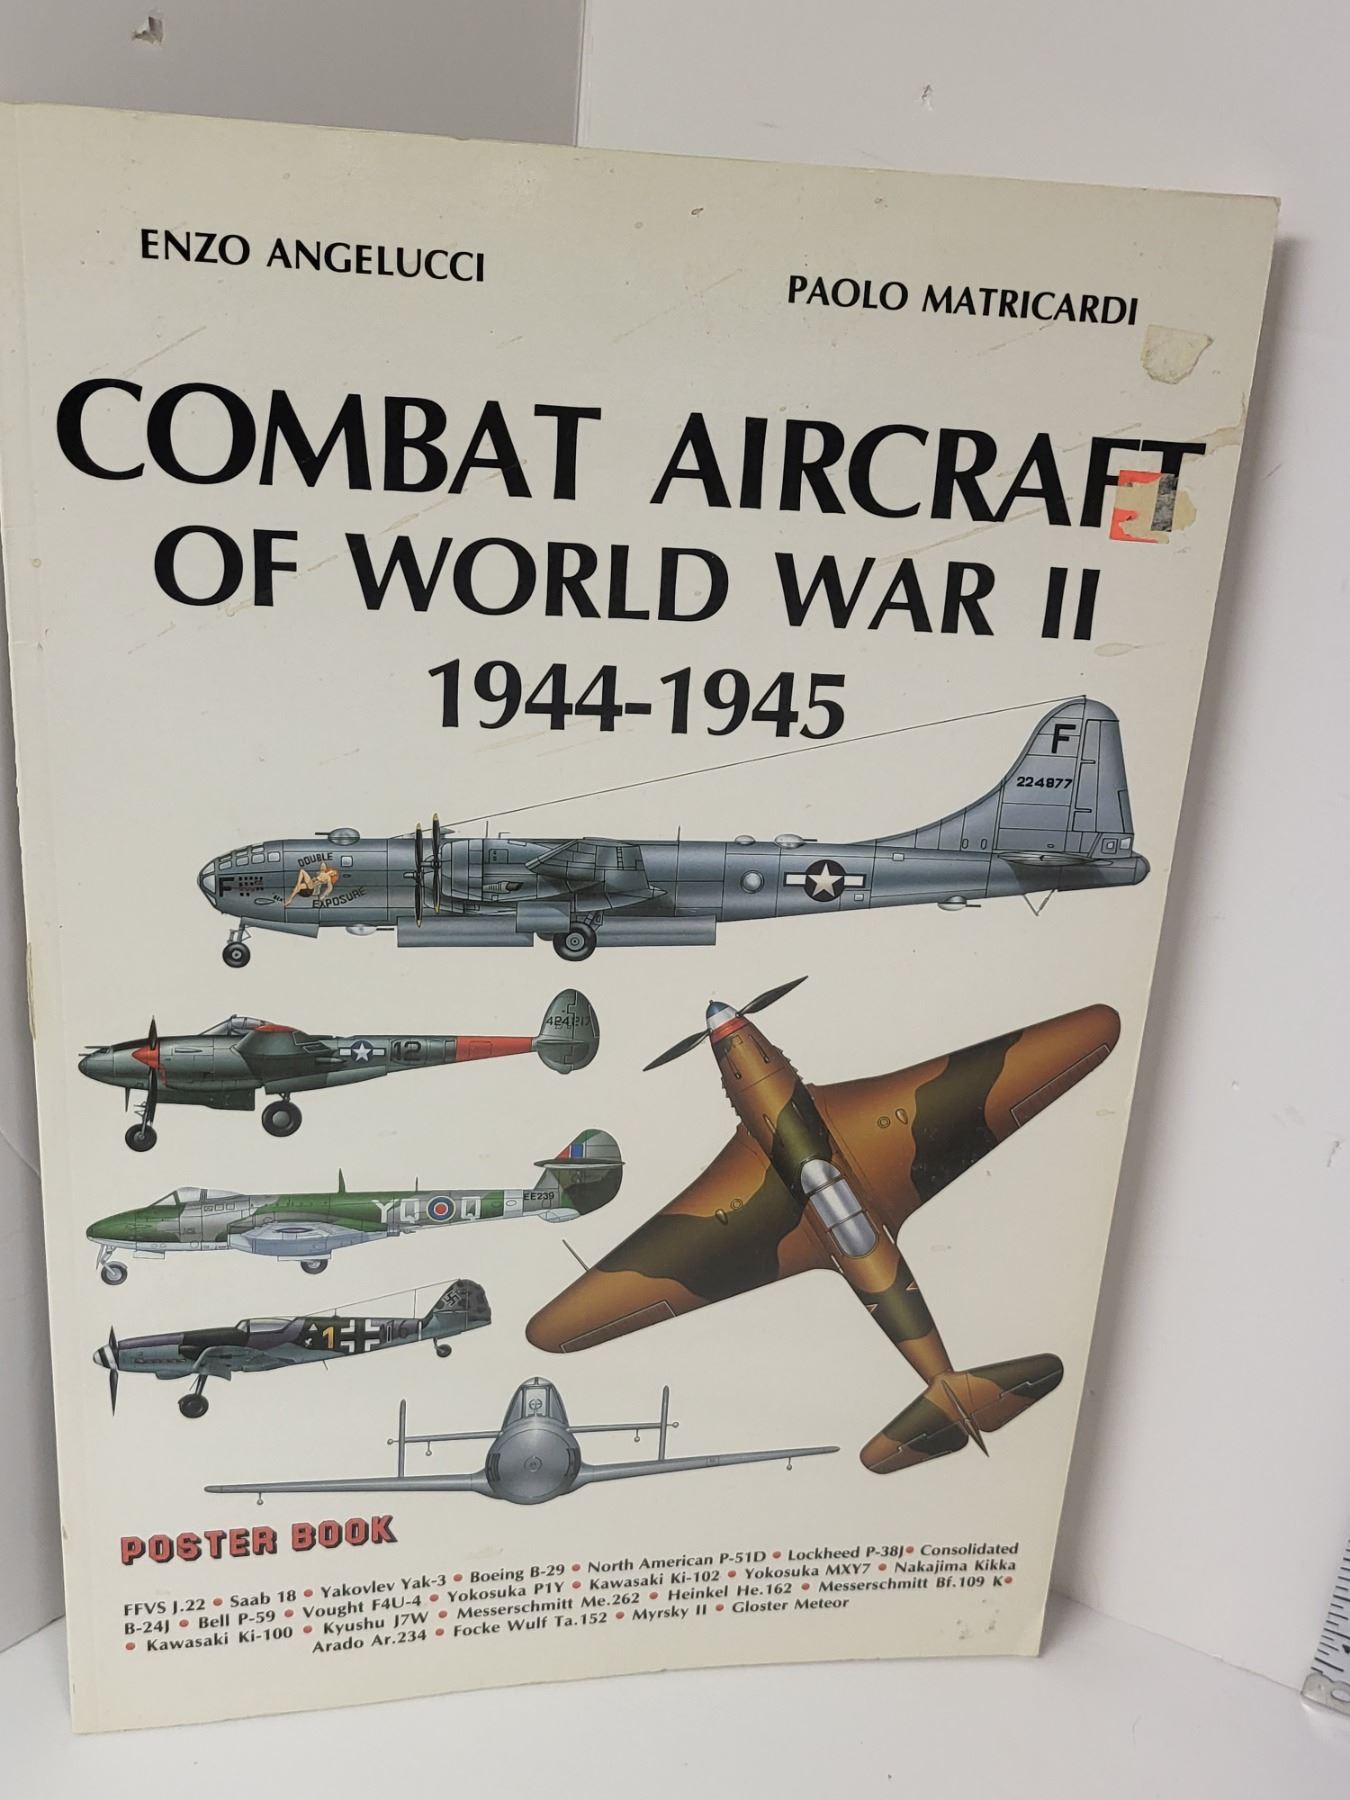 ENZO ANGELUCCI
PAOLO MATRICARDI
COMBAT AIRCRAFT
OF WORLD WAR II
1944-1945
F
224877
DOUBLE
EXPOSURE
F
424217
12
EE239
YQ Q
1
POSTER BOOK
FFVS J.22 • Saab 18 • Yakovlev Yak-3 • Boeing B-29 • North American P-51D • Lockheed P-38J • Consolidated
B-24J • Bell P-59 • Vought F4U-4 • Yokosuka P1Y • Kawasaki Ki-102 • Yokosuka MXY7 • Nakajima Kikka
• Kawasaki Ki-100 • Kyushu J7W • Messerschmitt Me.262 • Heinkel He.162 • Messerschmitt Bf.109 K •
Arado Ar.234 • Focke Wulf Ta.152 • Myrsky II • Gloster Meteor